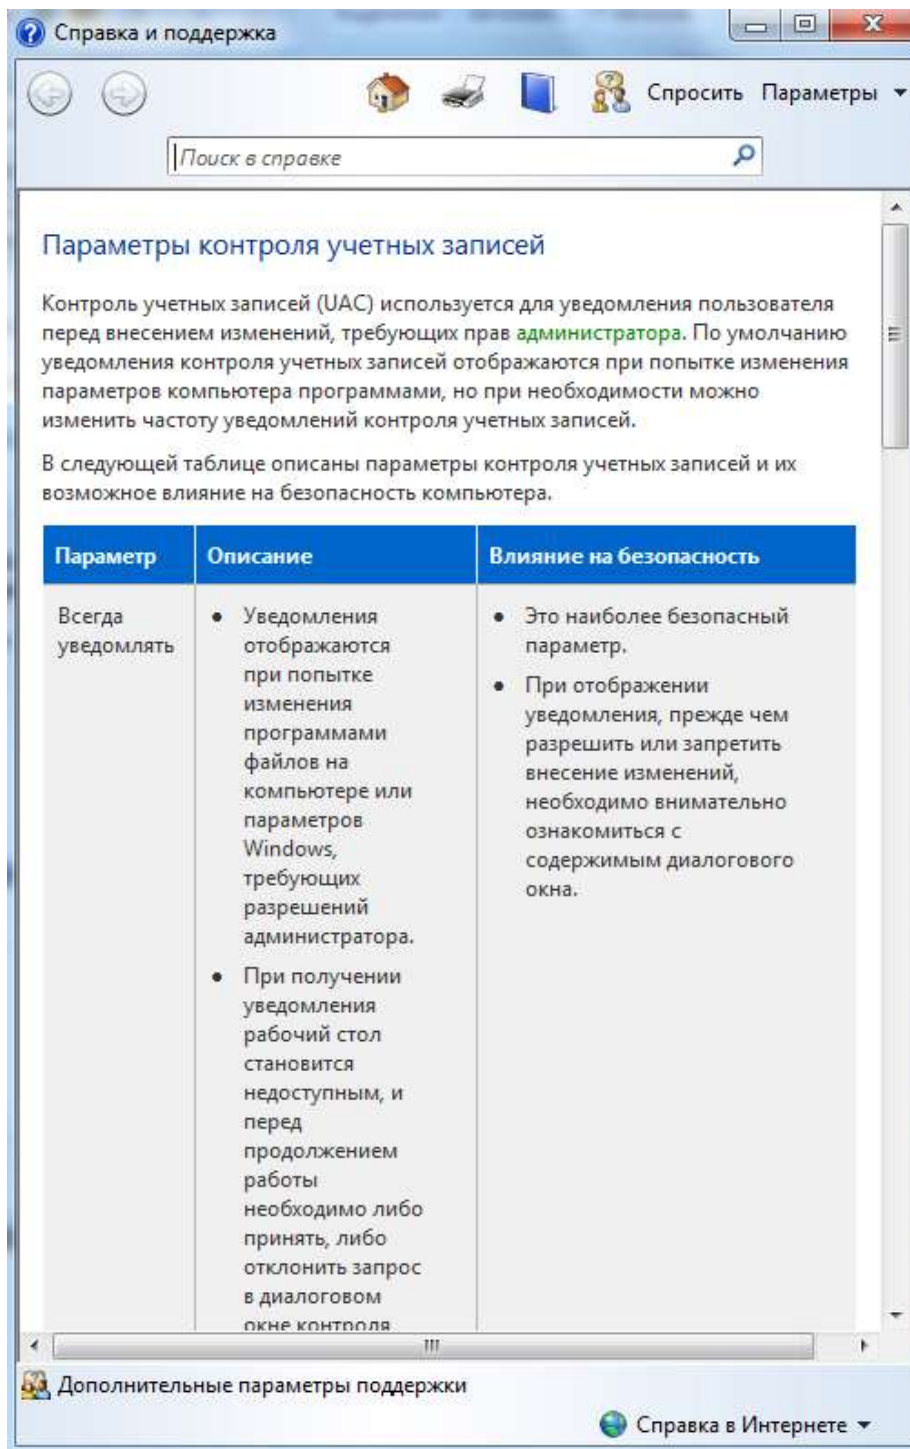 Справка и поддержка
Спросить Параметры
Поиск в справке
Параметры контроля учетных записей
Контроль учетных записей (UAC) используется для уведомления пользователя
перед внесением изменений, требующих прав администратора. По умолчанию
уведомления контроля учетных записей отображаются при попытке изменения
параметров компьютера программами, но при необходимости можно
изменить частоту уведомлений контроля учетных записей.
В следующей таблице описаны параметры контроля учетных записей и их
возможное влияние на безопасность компьютера.
Параметр Описание Влияние на безопасность
Всегда
уведомлять
• Уведомления
отображаются
при попытке
изменения
программами
файлов на
компьютере или
параметров
Windows,
требующих
разрешений
администратора.
• При получении
уведомления
рабочий стол
становится
недоступным, и
перед
продолжением
работы
необходимо либо
принять, либо
отклонить запрос
в диалоговом
окне контроля
• Это наиболее безопасный
параметр.
• При отображении
уведомления, прежде чем
разрешить или запретить
внесение изменений,
необходимо внимательно
ознакомиться с
содержимым диалогового
окна.
Дополнительные параметры поддержки
Справка в Интернете